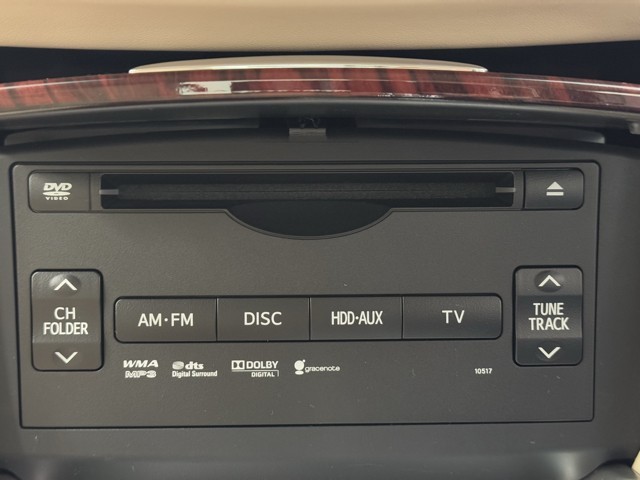 DVD
VIDEO
CH
FOLDER
AM·FM
DISC
HDD·AUX
TV
TUNE
TRACK
WMA
MP3
dts
Digital Surround
DOLBY
DIGITAL
gracenote
10517